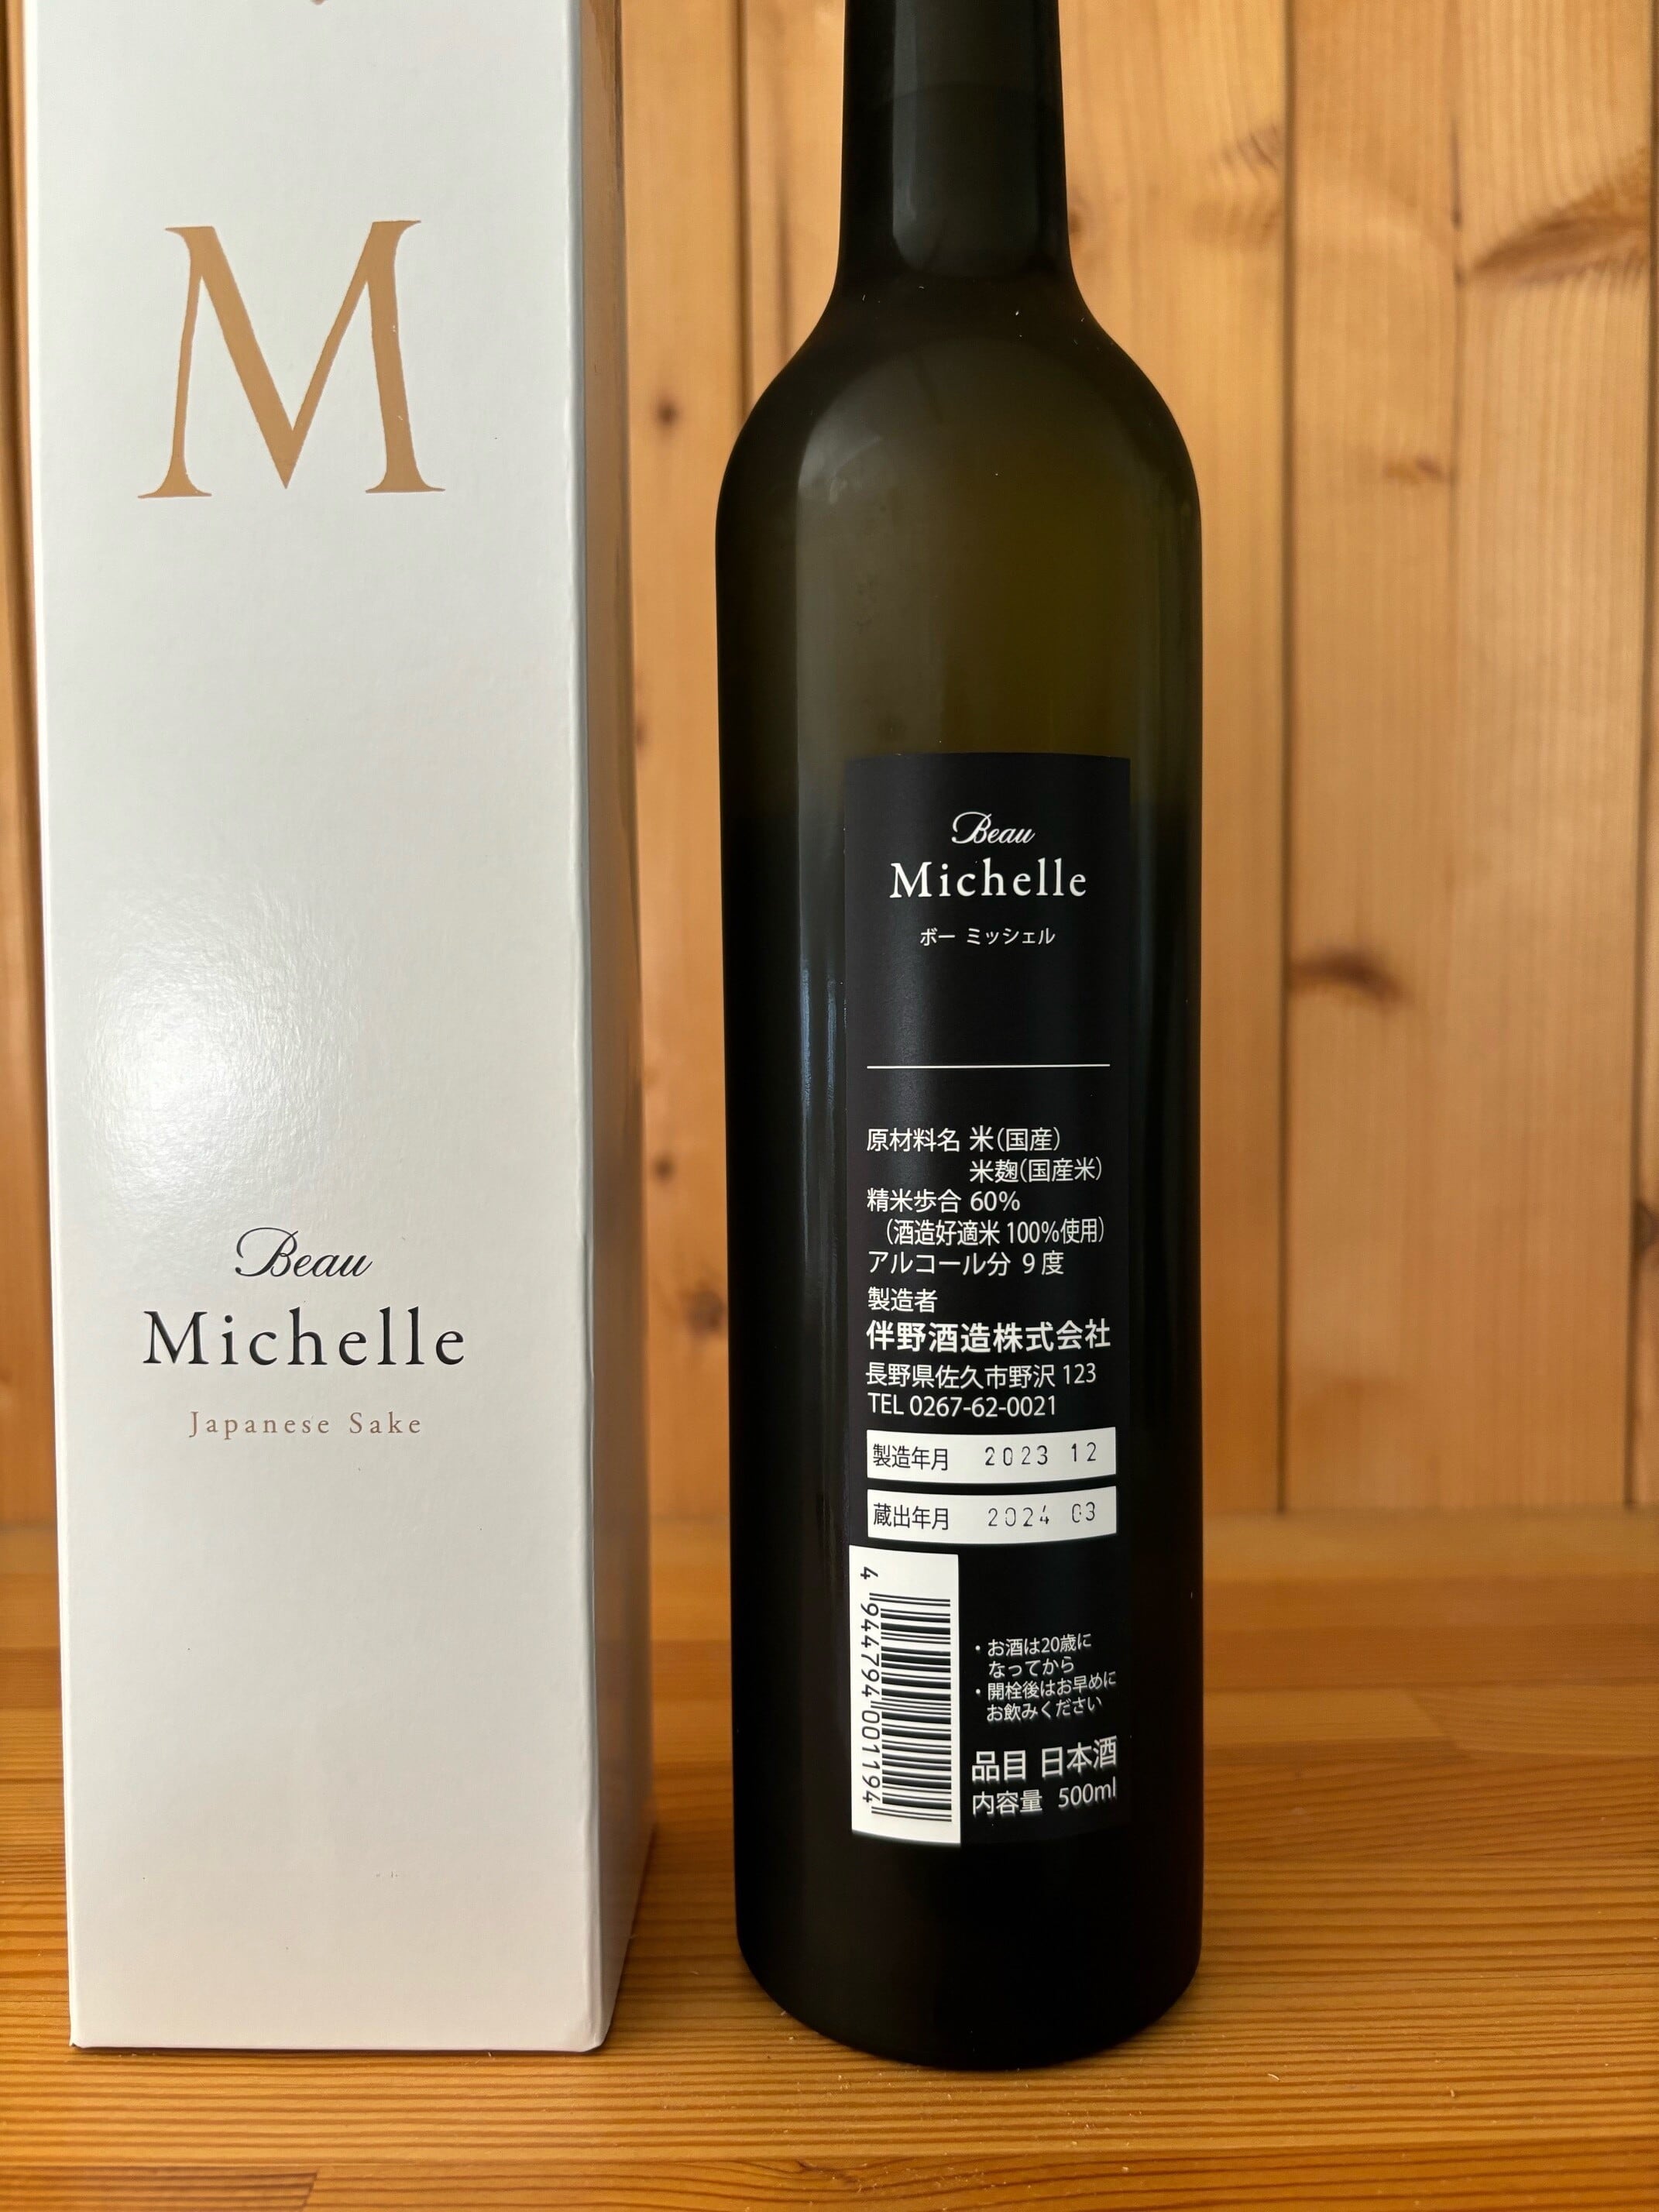 M
Beau
Michelle
Japanese Sake
Beau
Michelle
ボー ミッシェル
原材料名 米(国産)
米麹(国産米)
精米歩合 60%
(酒造好適米 100%使用)
アルコール分 9度
製造者
伴野酒造株式会社
長野県佐久市野沢 123
TEL 0267-62-0021
製造年月 2023 12
蔵出年月 2024 03
4 944794 001194
・お酒は20歳に
なってから
・開栓後はお早めに
お飲みください
品目 日本酒
内容量 500ml